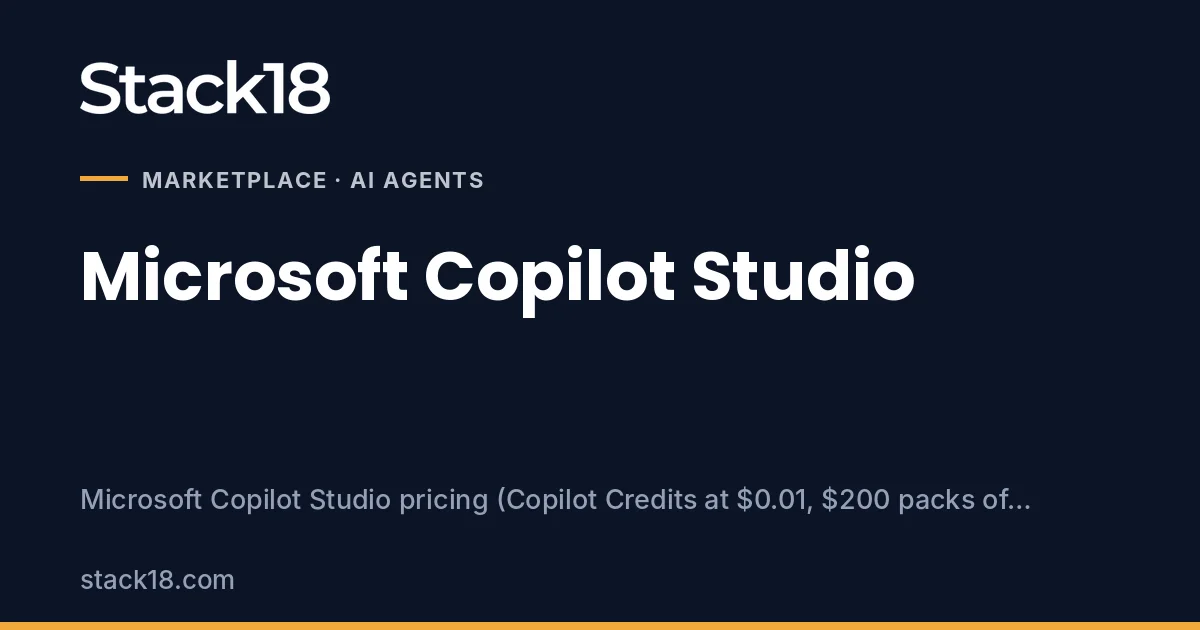 Stack18
MARKETPLACE · AI AGENTS
Microsoft Copilot Studio
Microsoft Copilot Studio pricing (Copilot Credits at $0.01, $200 packs of...
stack18.com